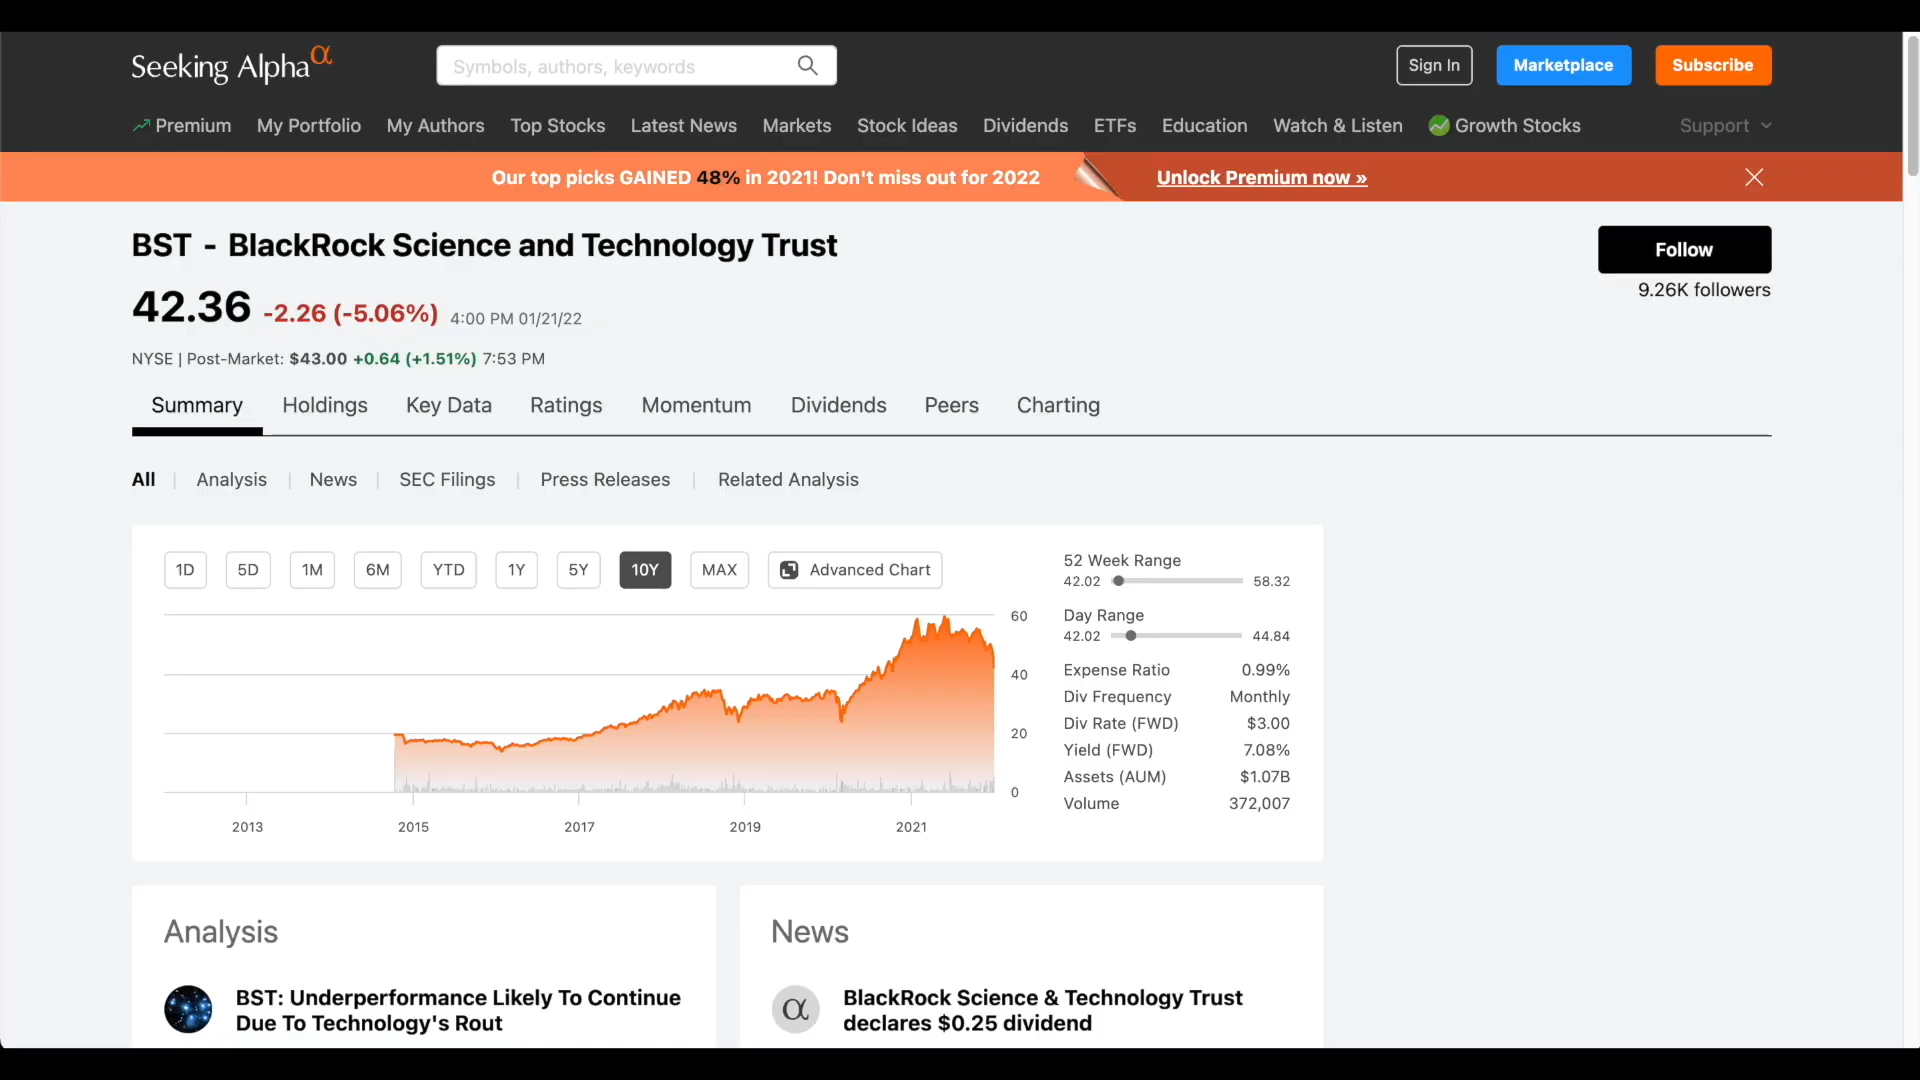 Seeking Alpha α
Symbols, authors, keywords
Sign In
Marketplace
Subscribe
Premium My Portfolio My Authors Top Stocks Latest News Markets Stock Ideas Dividends ETFs Education Watch & Listen Growth Stocks Support
Our top picks GAINED 48% in 2021! Don't miss out for 2022 Unlock Premium now »
BST - BlackRock Science and Technology Trust
Follow
9.26K followers
42.36 -2.26 (-5.06%) 4:00 PM 01/21/22
NYSE | Post-Market: $43.00 +0.64 (+1.51%) 7:53 PM
Summary Holdings Key Data Ratings Momentum Dividends Peers Charting
All | Analysis | News | SEC Filings | Press Releases | Related Analysis
1D 5D 1M 6M YTD 1Y 5Y 10Y MAX Advanced Chart
60
40
20
0
2013 2015 2017 2019 2021
52 Week Range
42.02 58.32
Day Range
42.02 44.84
Expense Ratio 0.99%
Div Frequency Monthly
Div Rate (FWD) $3.00
Yield (FWD) 7.08%
Assets (AUM) $1.07B
Volume 372,007
Analysis
BST: Underperformance Likely To Continue
Due To Technology's Rout
News
α
BlackRock Science & Technology Trust
declares $0.25 dividend